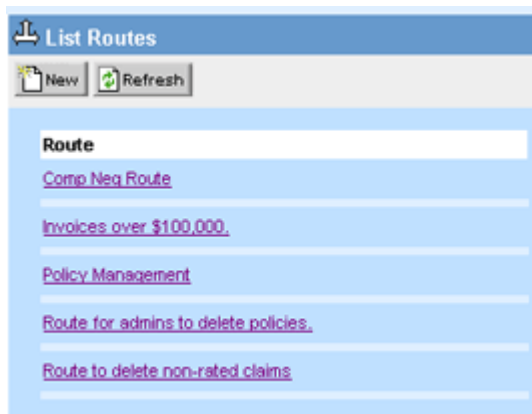 List Routes
New Refresh
Route
Comp Neg Route
Invoices over $100,000.
Policy Management
Route for admins to delete policies.
Route to delete non-rated claims